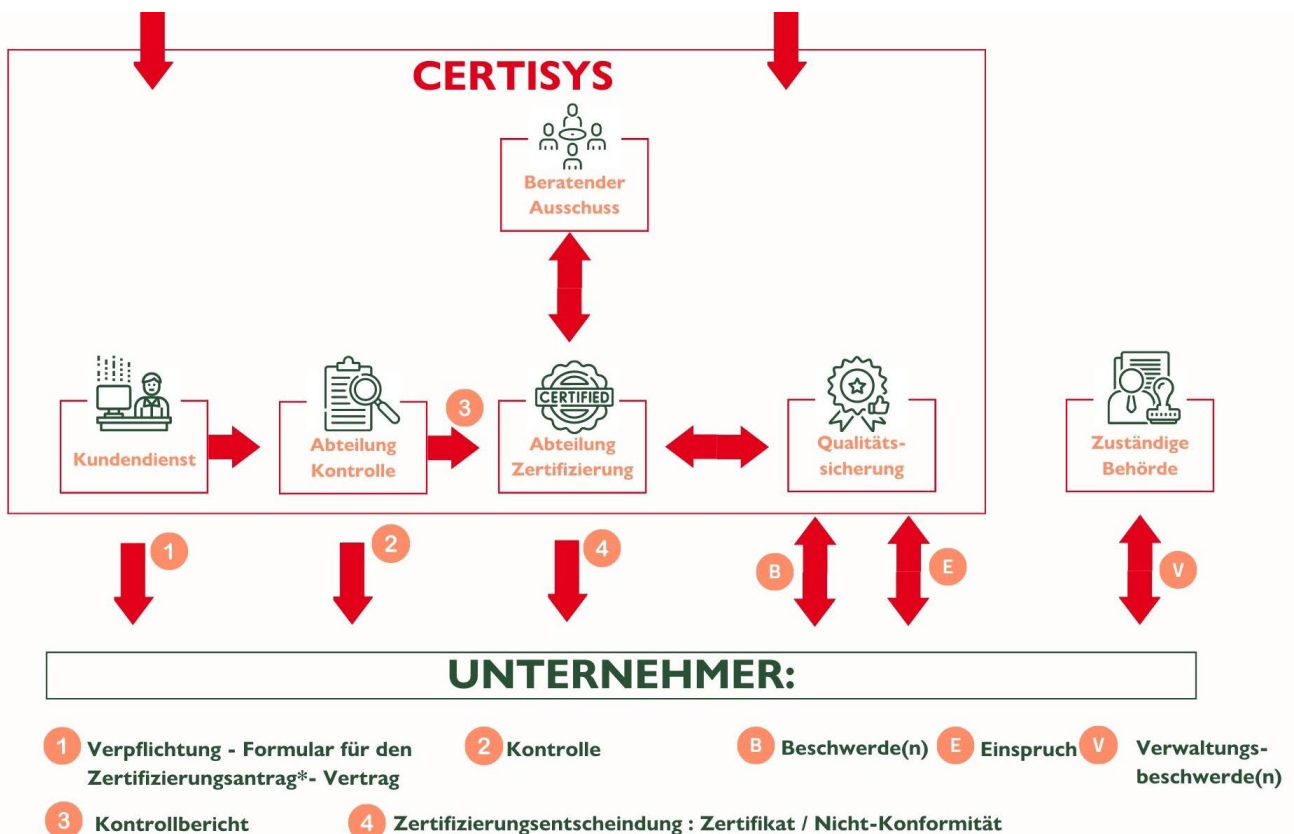 CERTISYS
Beratender
Ausschuss
CERTIFIED
3
Kundendienst
Abteilung
Kontrolle
Abteilung
Zertifizierung
Qualitäts-
sicherung
Zuständige
Behörde
1
2
4
B
E
V
UNTERNEHMER:
1 Verpflichtung - Formular für den
Zertifizierungsantrag*- Vertrag
2 Kontrolle
B Beschwerde(n)
E Einspruch
V Verwaltungs-
beschwerde(n)
3 Kontrollbericht
4 Zertifizierungsentscheindung : Zertifikat / Nicht-Konformität